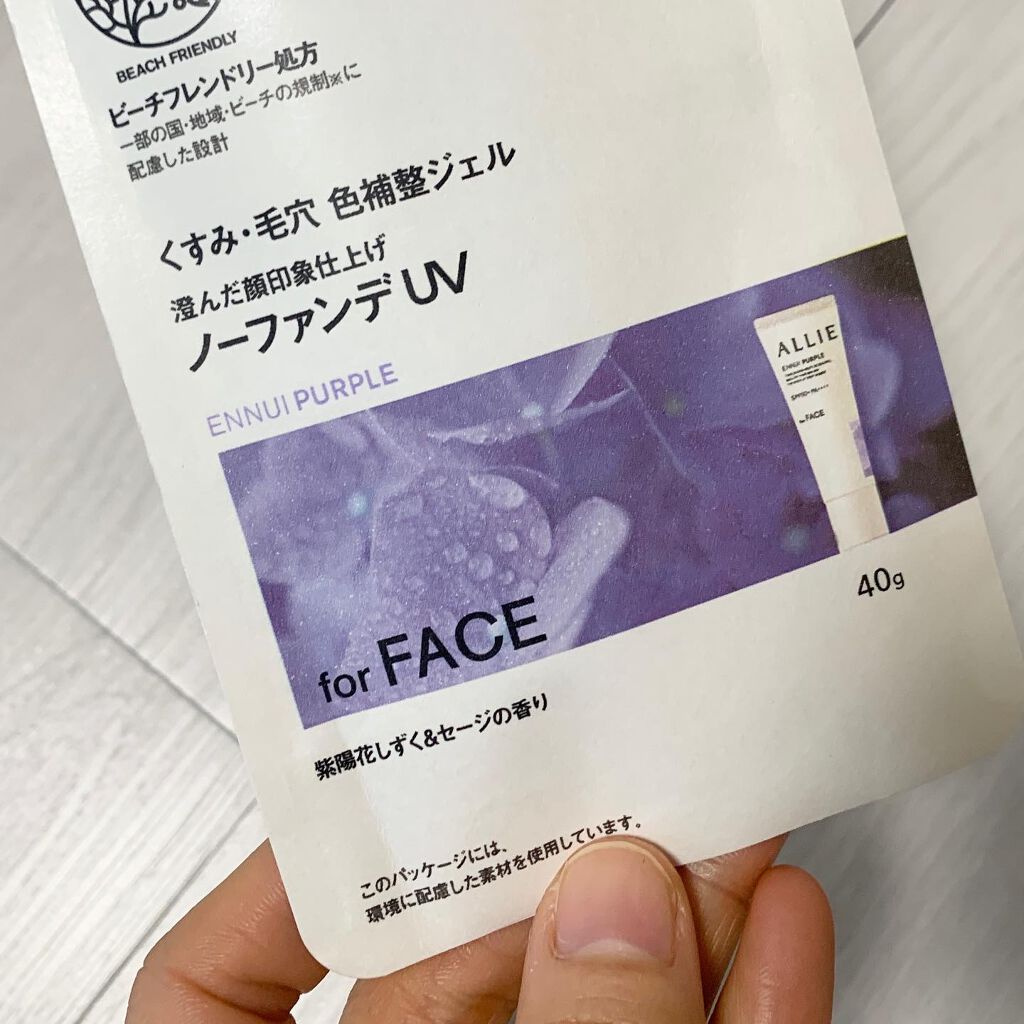 BEACH FRIENDLY
ビーチフレンドリー処方
一部の国・地域・ビーチの規制※に
配慮した設計
くすみ・毛穴 色補整ジェル
澄んだ顔印象仕上げ
ノーファンデ UV
ENNUI PURPLE
ALLIE
ENNUI PURPLE
SPF50+ PA++++
for FACE
40g
for FACE
紫陽花しずく&セージの香り
このパッケージには、
環境に配慮した素材を使用しています。